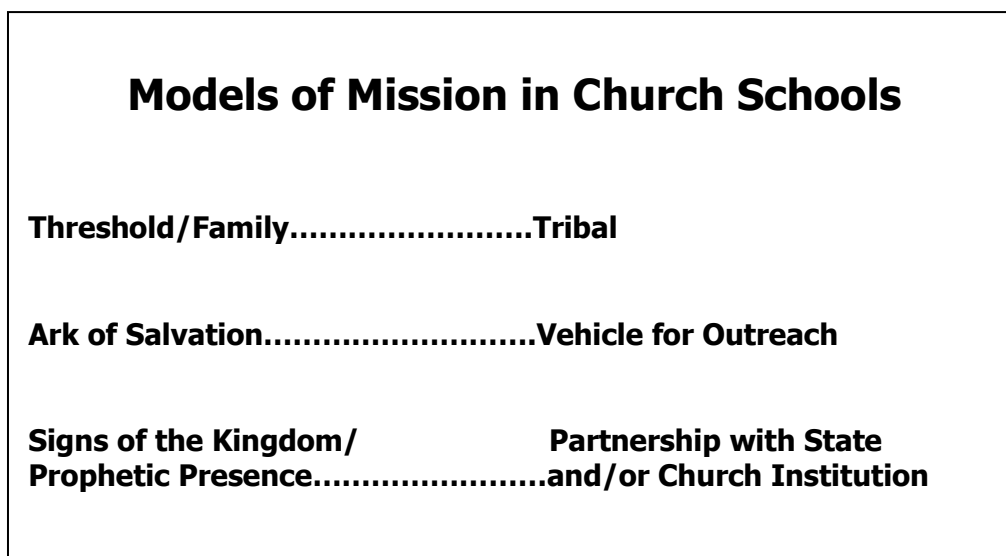 Models of Mission in Church Schools
Threshold/Family……………………..Tribal
Ark of Salvation……………………….Vehicle for Outreach
Signs of the Kingdom/ Partnership with State
Prophetic Presence……………………and/or Church Institution